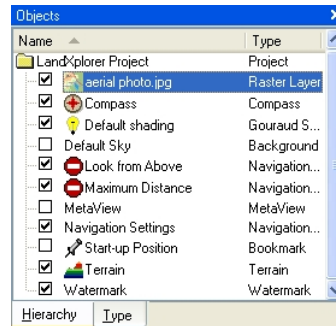 Objects
Name Type
LandXplorer Project Project
aerial photo.jpg Raster Layer
Compass Compass
Default shading Gouraud S...
Default Sky Background
Look from Above Navigation...
Maximum Distance Navigation...
MetaView MetaView
Navigation Settings Navigation...
Start-up Position Bookmark
Terrain Terrain
Watermark Watermark
Hierarchy Type